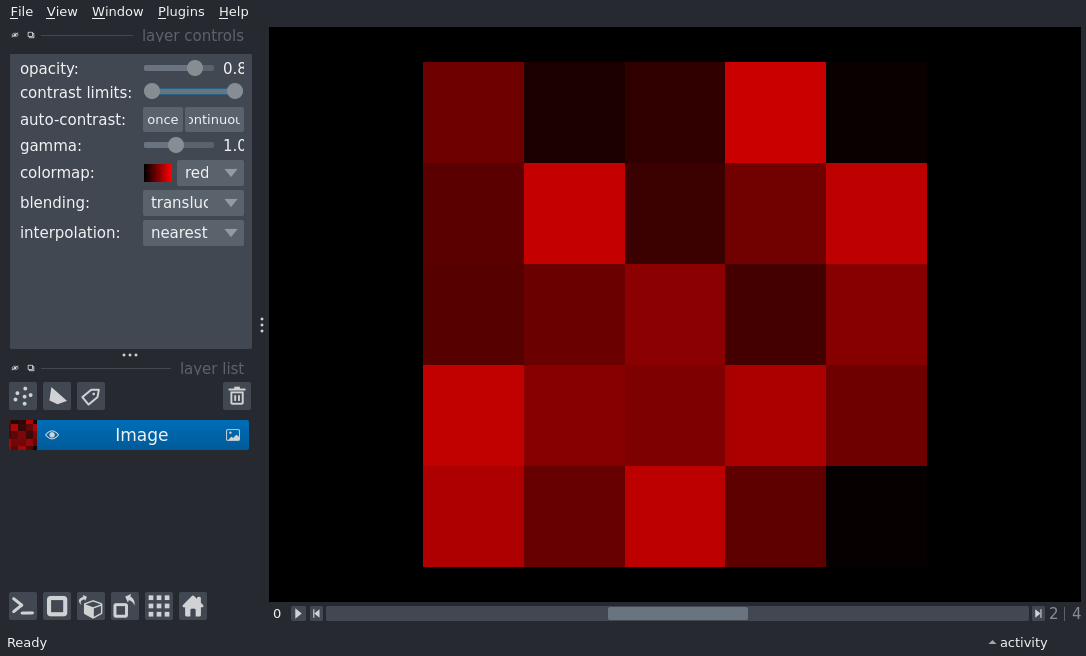 File View Window Plugins Help
layer controls
opacity: 0.8
contrast limits:
auto-contrast: once ontinuou
gamma: 1.0
colormap: red
blending: transluc
interpolation: nearest
layer list
Image
0 2 | 4
Ready activity